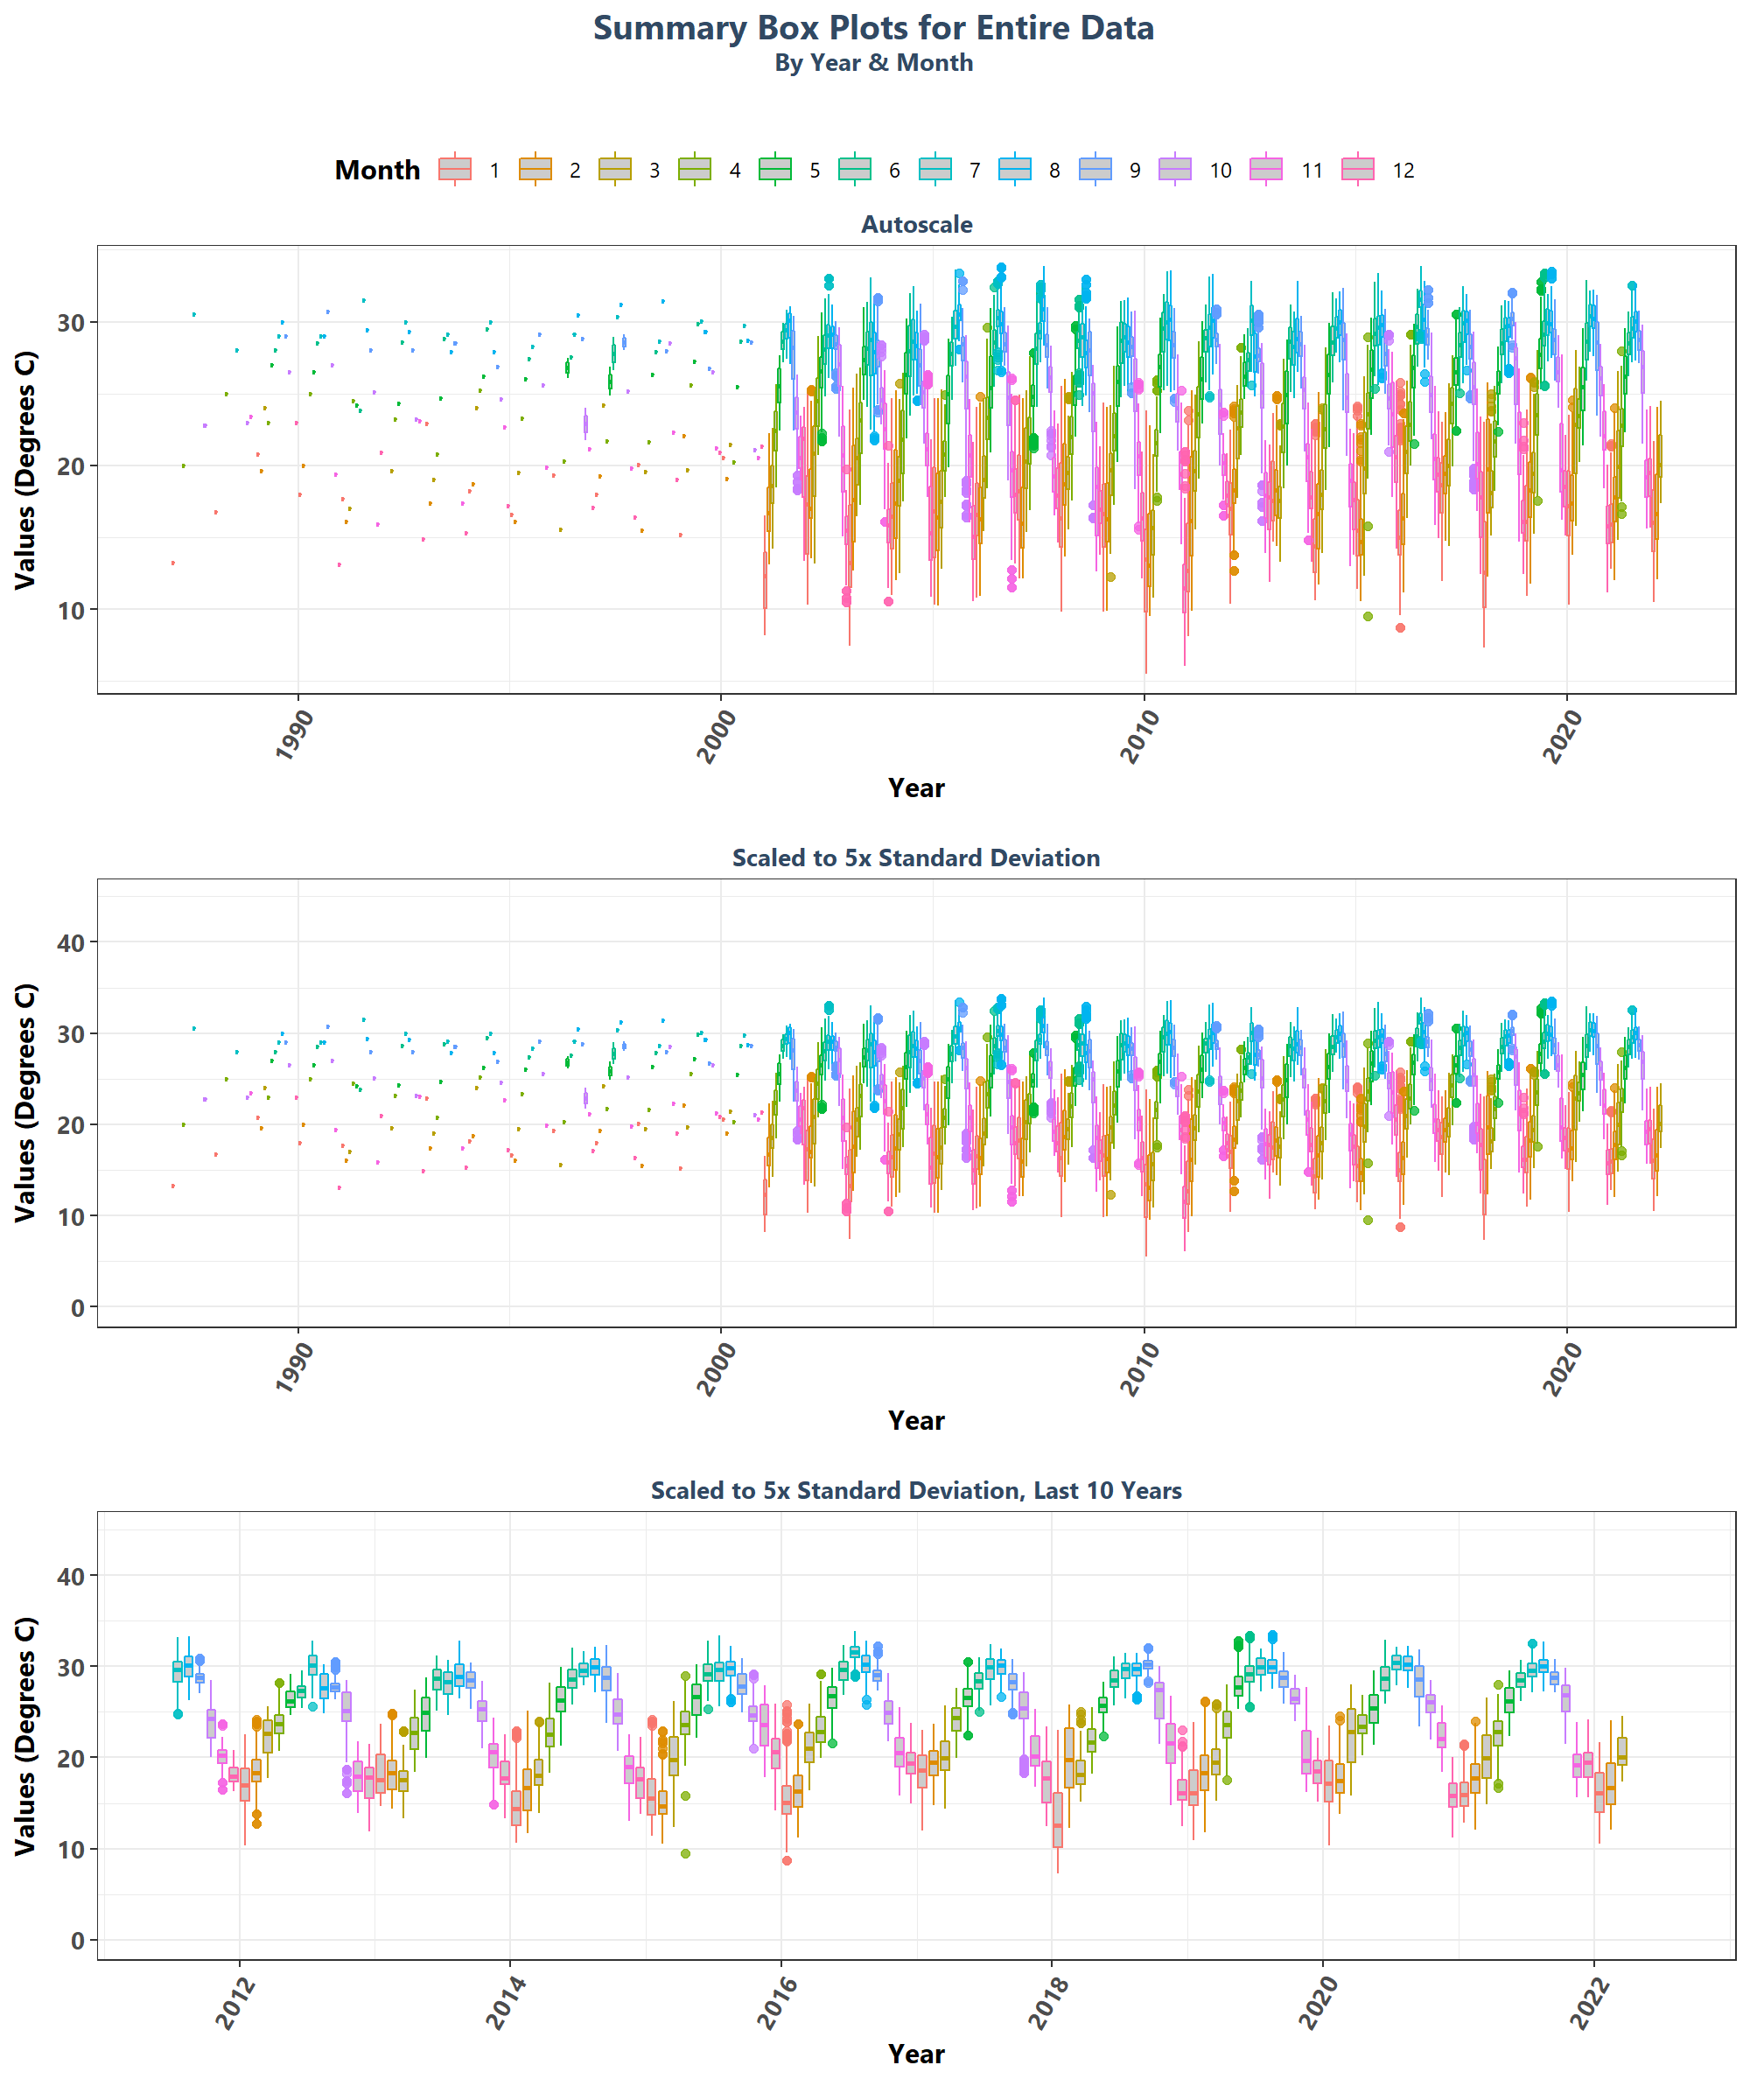 Summary Box Plots for Entire Data
By Year & Month
Month 1 2 3 4 5 6 7 8 9 10 11 12
Autoscale
Values (Degrees C)
30
20
10
1990 2000 2010 2020
Year
Scaled to 5x Standard Deviation
Values (Degrees C)
40
30
20
10
0
1990 2000 2010 2020
Year
Scaled to 5x Standard Deviation, Last 10 Years
Values (Degrees C)
40
30
20
10
0
2012 2014 2016 2018 2020 2022
Year